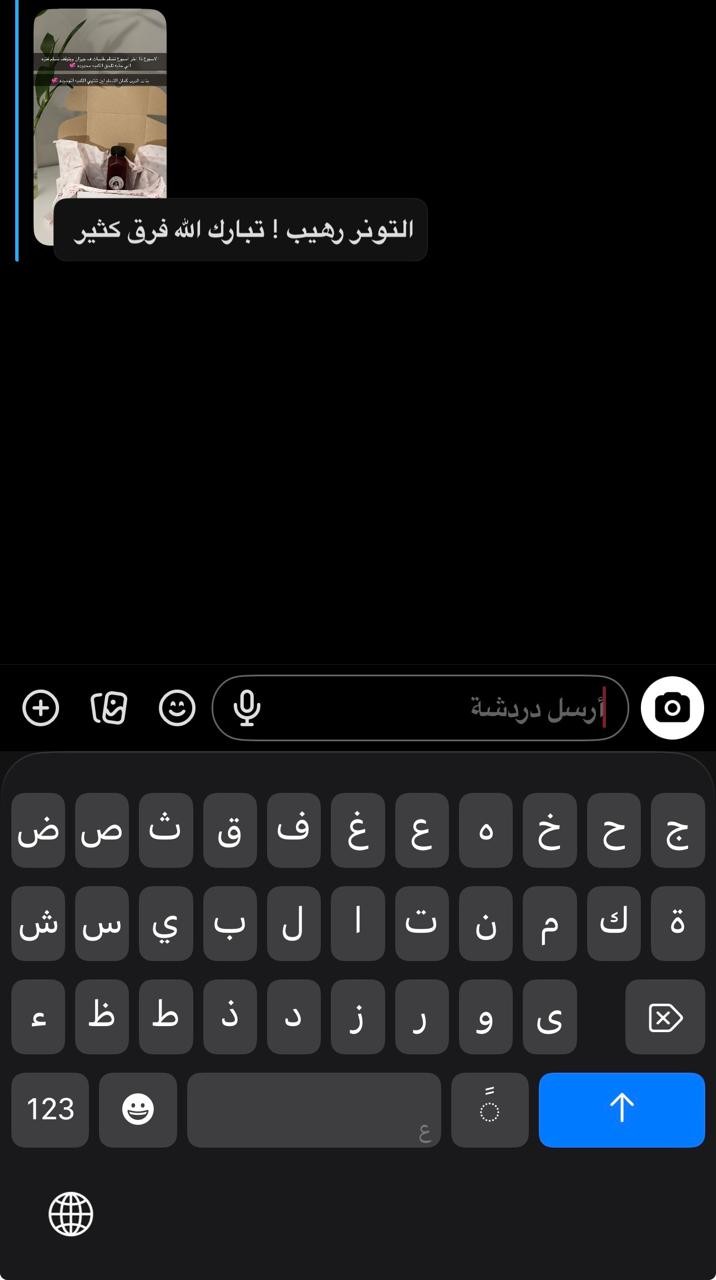 التونر رهيب ! تبارك الله فرق كثير
أرسل دردشة
ض ص ث ق ف غ ع ه خ ح ج
ش س ي ب ل ا ت ن م ك ة
ء ظ ط ذ د ز ر و ى
123
ع